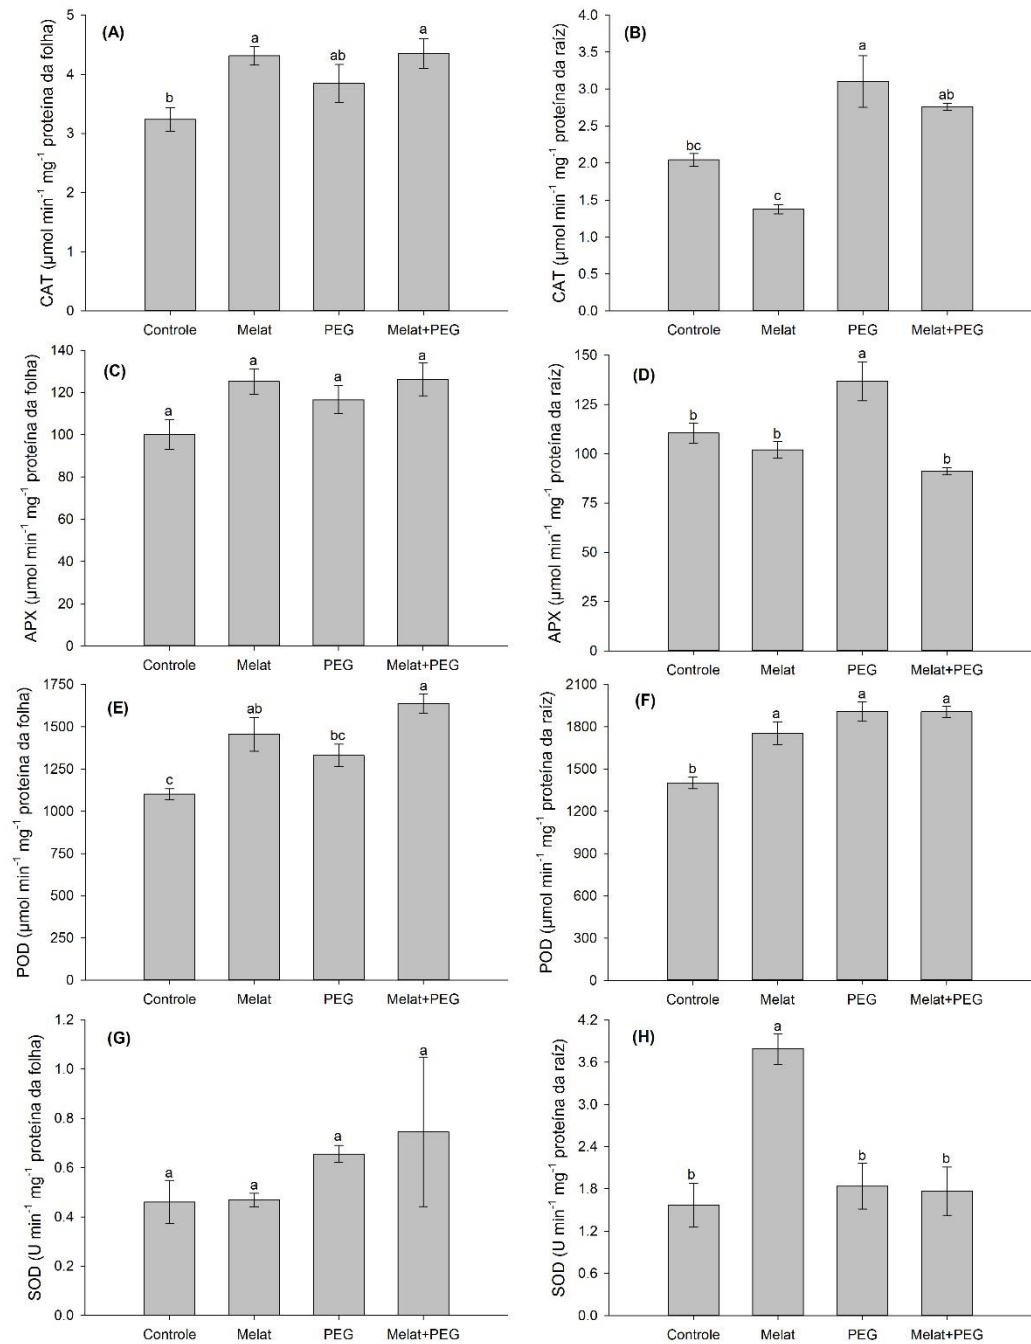 (A)
CAT (µmol min⁻¹ mg⁻¹ proteína da folha)
5
4
3
2
1
0
b
a
ab
a
Controle Melat PEG Melat+PEG
(B)
CAT (µmol min⁻¹ mg⁻¹ proteína da raíz)
4.0
3.5
3.0
2.5
2.0
1.5
1.0
0.5
0.0
bc
c
a
ab
Controle Melat PEG Melat+PEG
(C)
APX (µmol min⁻¹ mg⁻¹ proteína da folha)
140
120
100
80
60
40
20
0
a
a
a
a
Controle Melat PEG Melat+PEG
(D)
APX (µmol min⁻¹ mg⁻¹ proteína da raíz)
150
125
100
75
50
25
0
b
b
a
b
Controle Melat PEG Melat+PEG
(E)
POD (µmol min⁻¹ mg⁻¹ proteína da folha)
1750
1500
1250
1000
750
500
250
0
c
ab
bc
a
Controle Melat PEG Melat+PEG
(F)
POD (µmol min⁻¹ mg⁻¹ proteína da raíz)
2100
1800
1500
1200
900
600
300
0
b
a
a
a
Controle Melat PEG Melat+PEG
(G)
SOD (U min⁻¹ mg⁻¹ proteína da folha)
1.2
1.0
0.8
0.6
0.4
0.2
0.0
a
a
a
a
Controle Melat PEG Melat+PEG
(H)
SOD (U min⁻¹ mg⁻¹ proteína da raíz)
4.2
3.6
3.0
2.4
1.8
1.2
0.6
0.0
b
a
b
b
Controle Melat PEG Melat+PEG